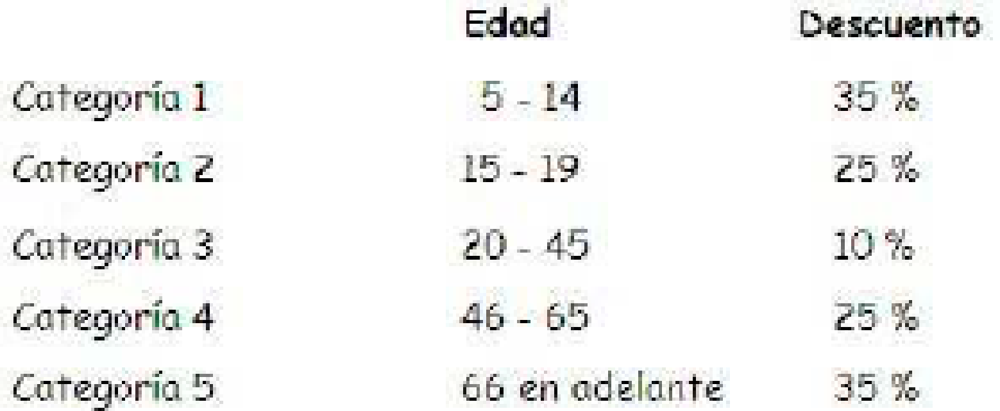 Edad Descuento
Categoría 1 5 - 14 35 %
Categoría 2 15 - 19 25 %
Categoría 3 20 - 45 10 %
Categoría 4 46 - 65 25 %
Categoría 5 66 en adelante 35 %